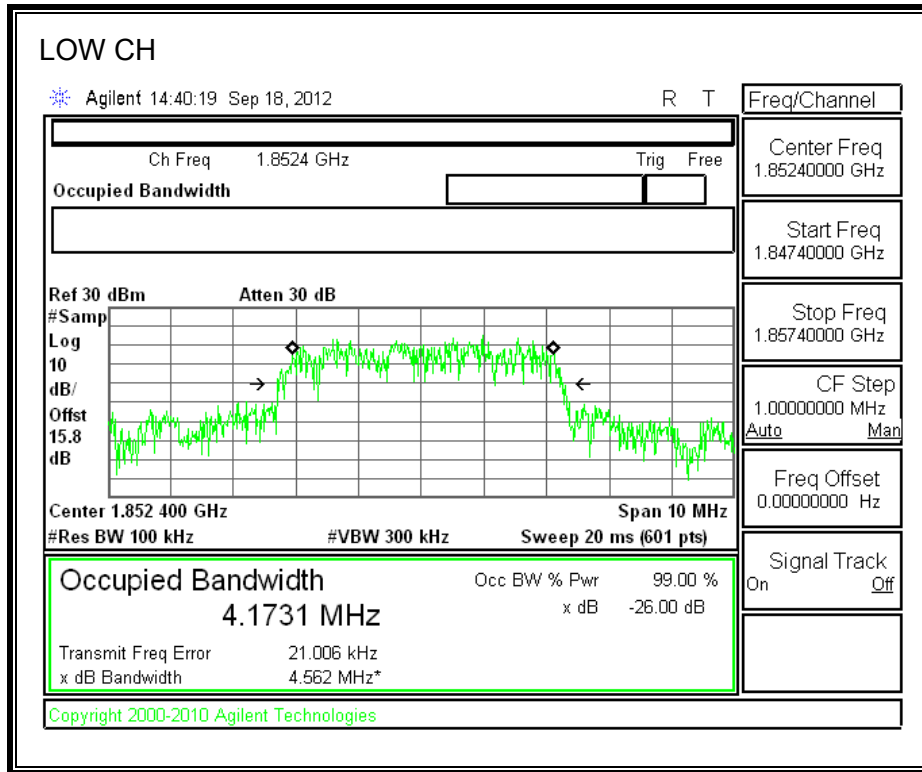 LOW CH
Agilent 14:40:19 Sep 18, 2012 R T
Freq/Channel
Ch Freq 1.8524 GHz Trig Free
Occupied Bandwidth
Center Freq
1.85240000 GHz
Start Freq
1.84740000 GHz
Stop Freq
1.85740000 GHz
CF Step
1.00000000 MHz
Auto Man
Freq Offset
0.00000000 Hz
Signal Track
On Off
Ref 30 dBm Atten 30 dB
#Samp
Log
10
dB/
Offst
15.8
dB
Center 1.852 400 GHz Span 10 MHz
#Res BW 100 kHz #VBW 300 kHz Sweep 20 ms (601 pts)
Occupied Bandwidth Occ BW % Pwr 99.00 %
4.1731 MHz x dB -26.00 dB
Transmit Freq Error 21.006 kHz
x dB Bandwidth 4.562 MHz*
Copyright 2000-2010 Agilent Technologies